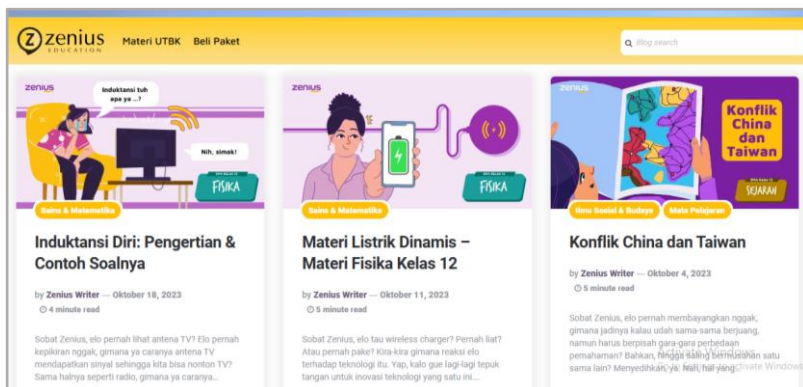 zenius
EDUCATION
Materi UTBK Beli Paket
Blog search
zenius
Induktansi tuh
apa ya ...?
Nih, simak!
FISIKA
Sains & Matematika
Induktansi Diri: Pengertian &
Contoh Soalnya
by Zenius Writer — Oktober 18, 2023
4 minute read
Sobat Zenius, elo pernah lihat antena TV? Elo pernah
kepikiran nggak, gimana ya caranya antena TV
mendapatkan sinyal sehingga kita bisa nonton TV?
Sama halnya seperti radio, gimana ya caranya...
zenius
FISIKA
Sains & Matematika
Materi Listrik Dinamis –
Materi Fisika Kelas 12
by Zenius Writer — Oktober 11, 2023
5 minute read
Sobat Zenius, elo tau wireless charger? Pernah liat?
Atau pernah pake? Kira-kira gimana reaksi elo
terhadap teknologi itu. Yap, kalo gue lagi-lagi tepuk
tangan untuk inovasi teknologi yang satu ini...
zenius
Konflik
China
dan
Taiwan
SEJARAH
Ilmu Sosial & Budaya Mata Pelajaran
Konflik China dan Taiwan
by Zenius Writer — Oktober 4, 2023
5 minute read
Sobat Zenius, elo pernah membayangkan nggak,
gimana jadinya kalau udah sama-sama berjuang,
namun harus berpisah gara-gara perbedaan
pemahaman? Bahkan, hingga saling bermusuhan satu
sama lain? Menyedihkan, ya. Nah, hal yang...
Activate Windows